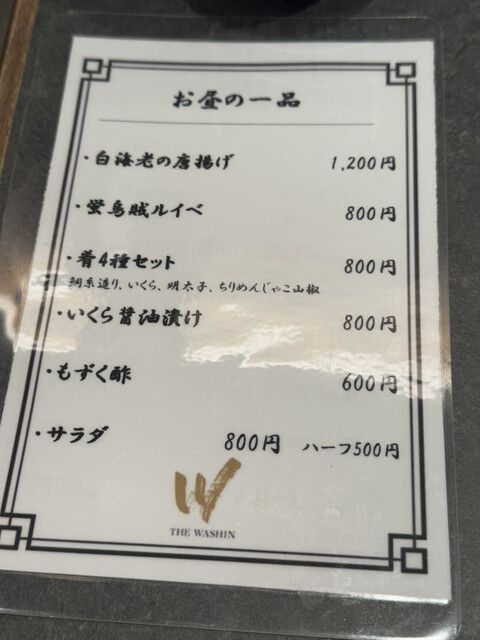 お昼の一品
・白海老の唐揚げ 1,200円
・蛍烏賊ルイベ 800円
・肴4種セット 800円
鯛糸造り、いくら、明太子、ちりめんじゃこ山椒
・いくら醤油漬け 800円
・もずく酢 600円
・サラダ 800円 ハーフ500円
W
THE WASHIN